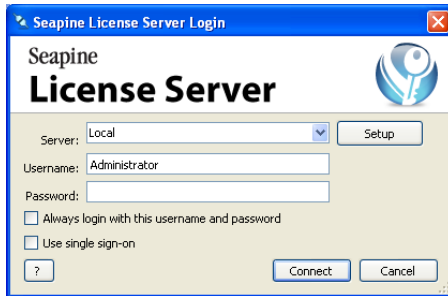 Seapine License Server Login
Seapine
License Server
Server: Local Setup
Username: Administrator
Password:
Always login with this username and password
Use single sign-on
? Connect Cancel